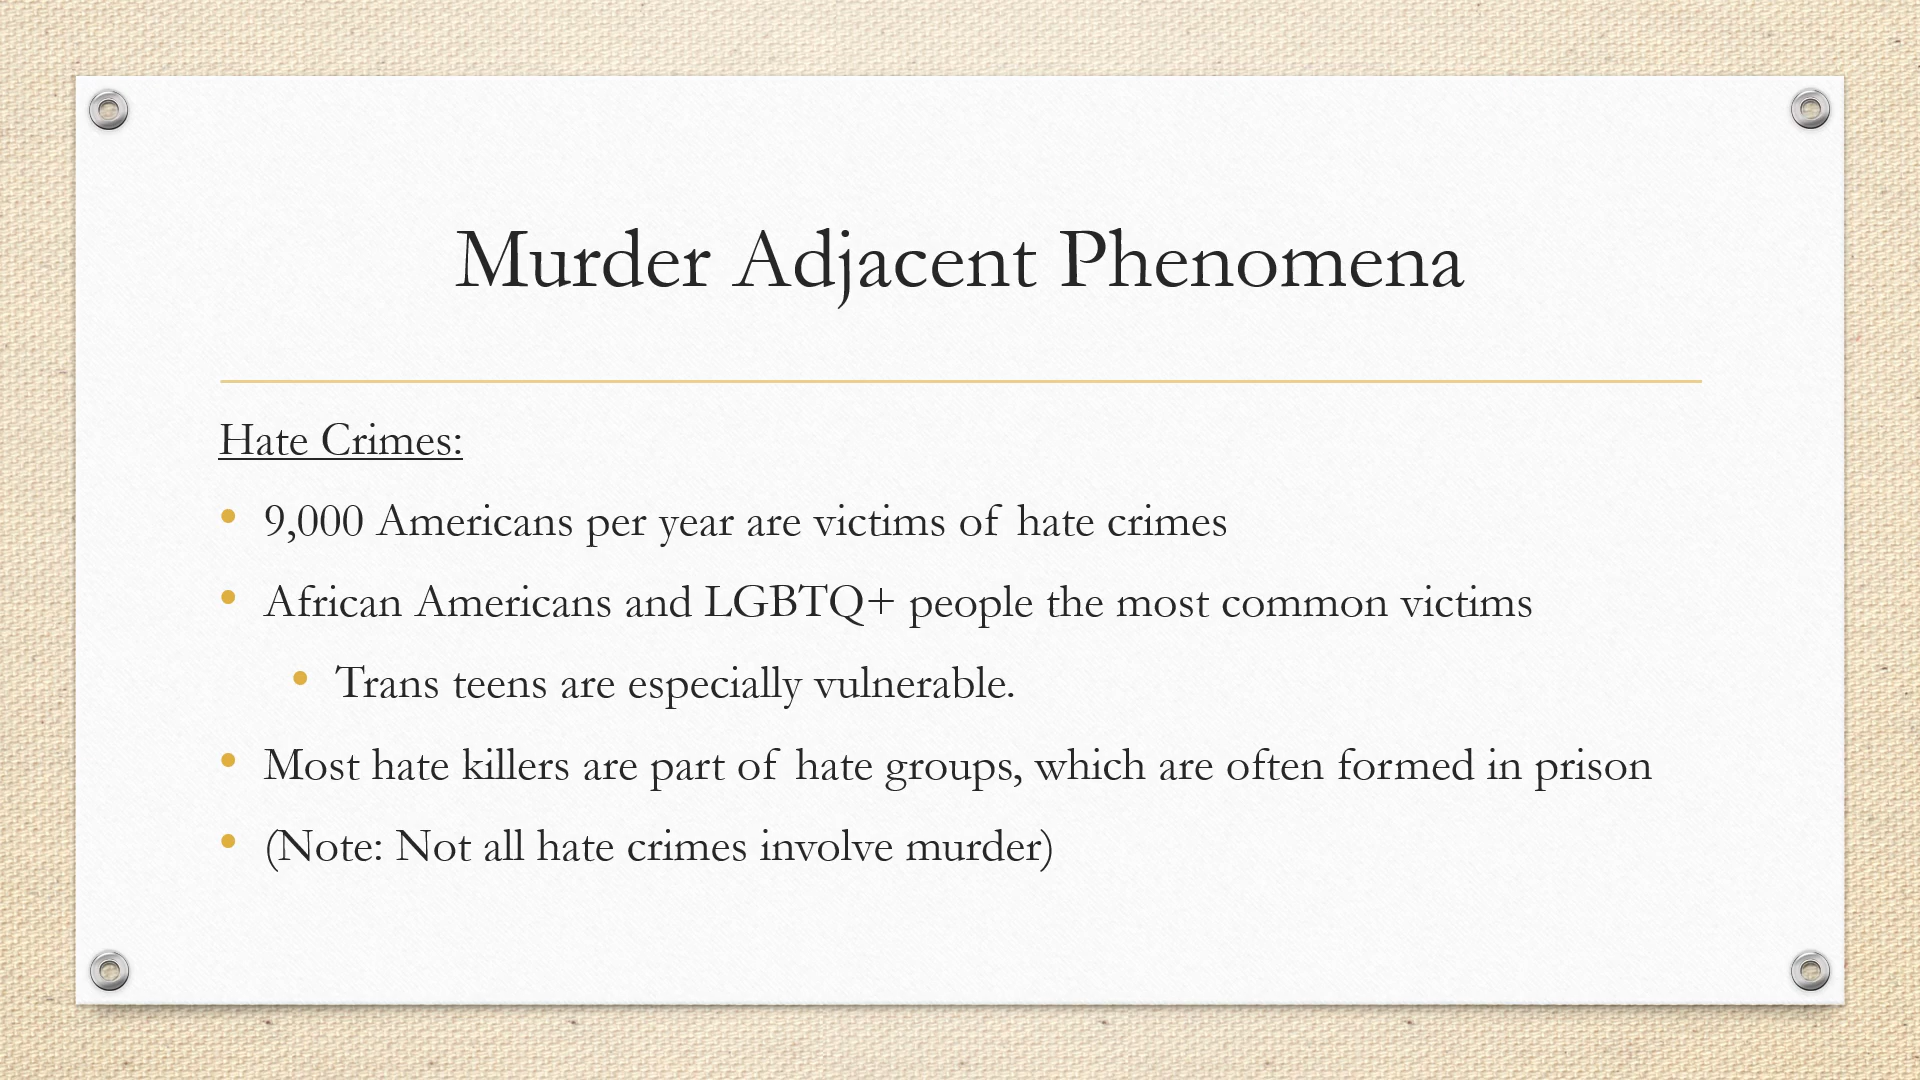 Murder Adjacent Phenomena
Hate Crimes:
• 9,000 Americans per year are victims of hate crimes
• African Americans and LGBTQ+ people the most common victims
• Trans teens are especially vulnerable.
• Most hate killers are part of hate groups, which are often formed in prison
• (Note: Not all hate crimes involve murder)